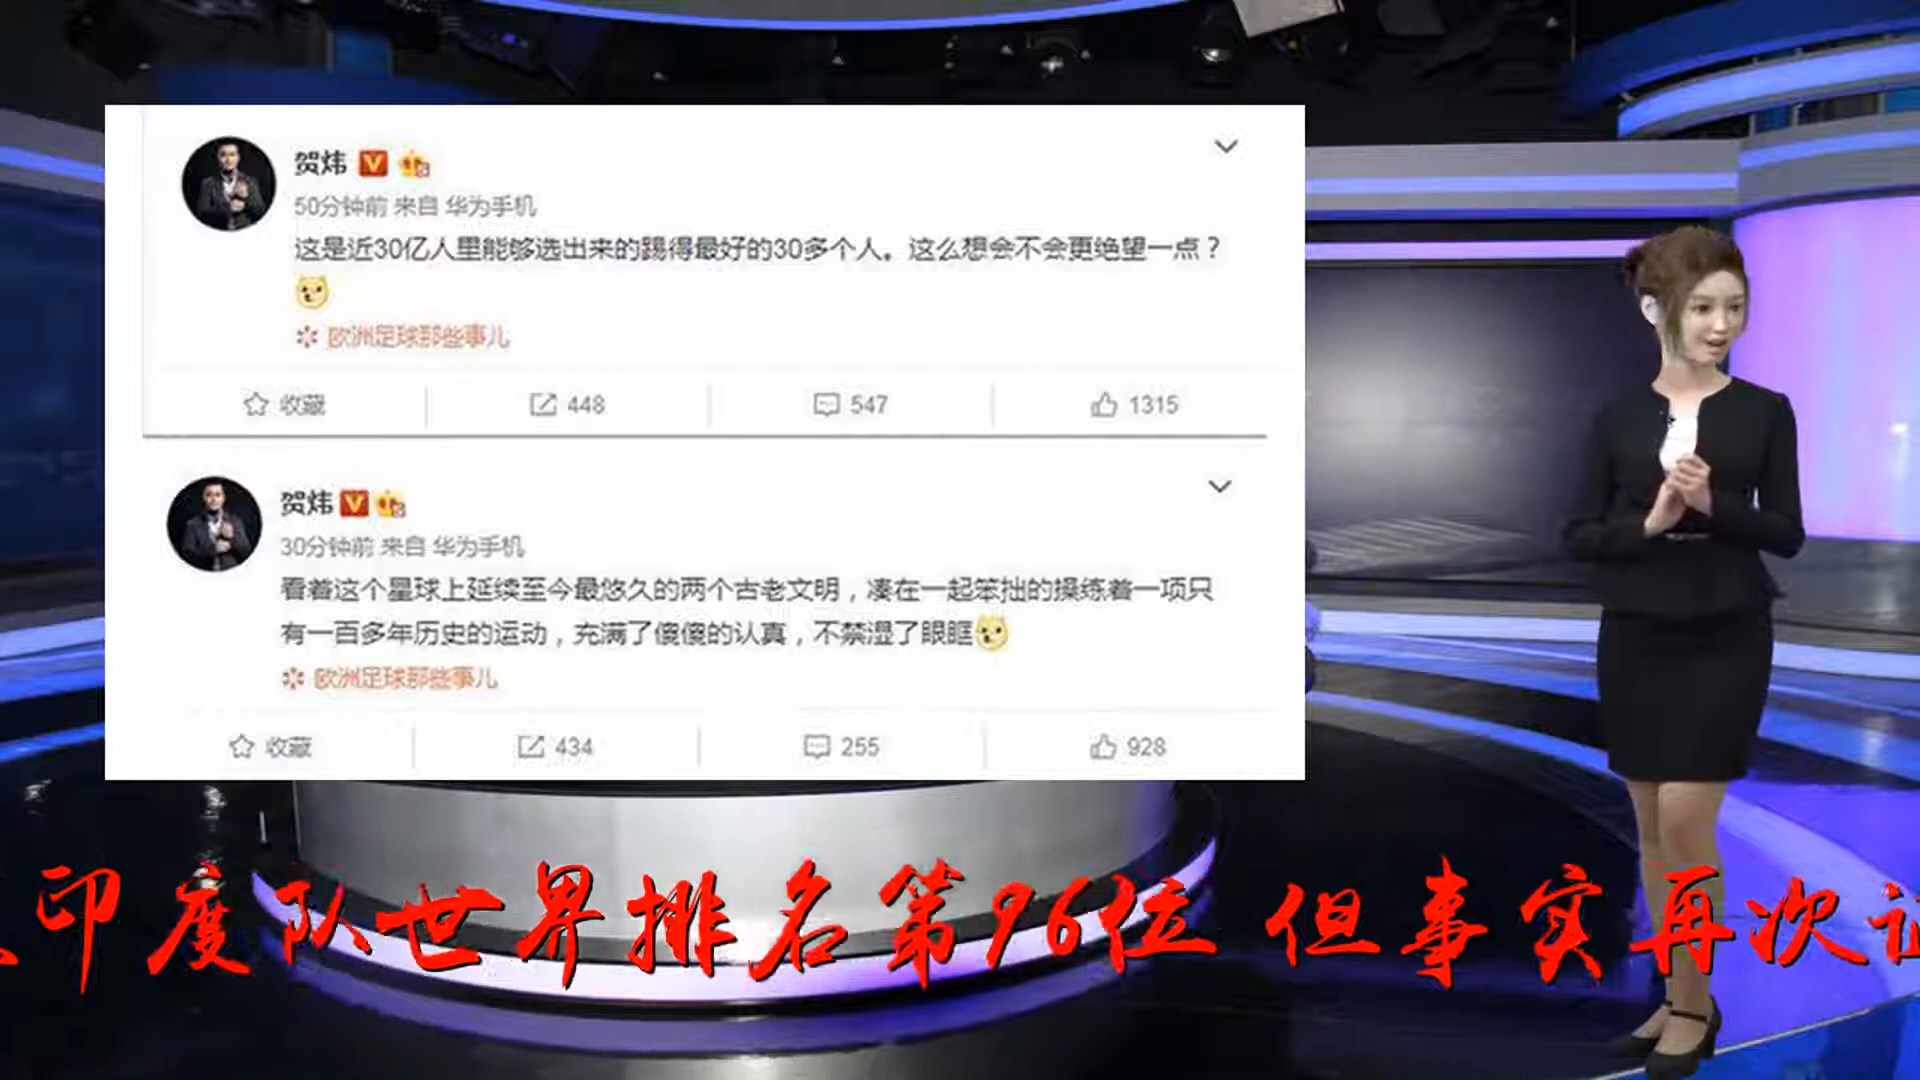 贺炜
50分钟前 来自 华为手机
这是近30亿人里能够选出来的踢得最好的30多个人。这么想会不会更绝望一点？
欧洲足球那些事儿
收藏 448 547 1315
贺炜
30分钟前 来自 华为手机
看着这个星球上延续至今最悠久的两个古老文明，凑在一起笨拙的操练着一项只
有一百多年历史的运动，充满了傻傻的认真，不禁湿了眼眶
欧洲足球那些事儿
收藏 434 255 928
印度队世界排名第96位 但事实再次